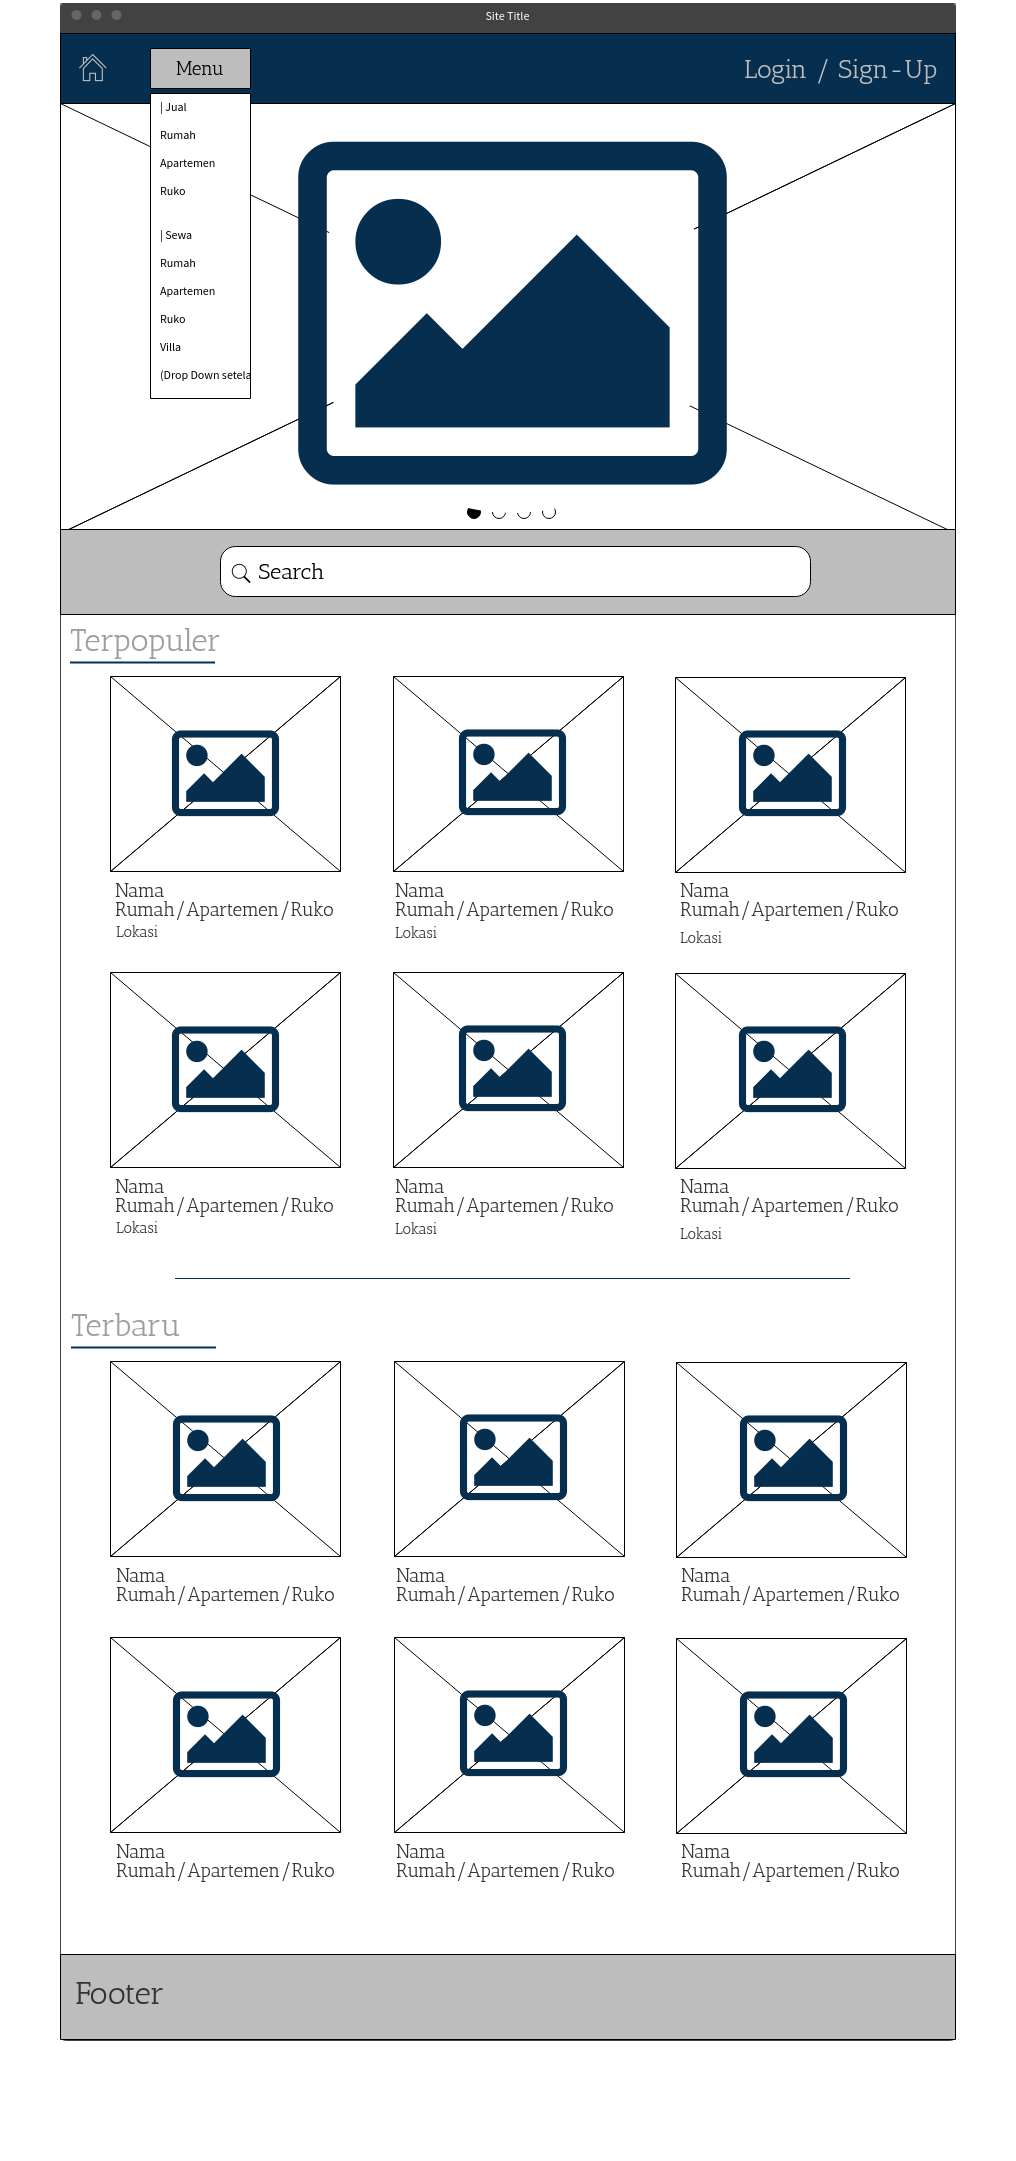 Site Title
Menu
Login / Sign-Up
| Jual
Rumah
Apartemen
Ruko
| Sewa
Rumah
Apartemen
Ruko
Villa
(Drop Down setela
Search
Terpopuler
Nama
Rumah/Apartemen/Ruko
Lokasi
Nama
Rumah/Apartemen/Ruko
Lokasi
Nama
Rumah/Apartemen/Ruko
Lokasi
Nama
Rumah/Apartemen/Ruko
Lokasi
Nama
Rumah/Apartemen/Ruko
Lokasi
Nama
Rumah/Apartemen/Ruko
Lokasi
Terbaru
Nama
Rumah/Apartemen/Ruko
Nama
Rumah/Apartemen/Ruko
Nama
Rumah/Apartemen/Ruko
Nama
Rumah/Apartemen/Ruko
Nama
Rumah/Apartemen/Ruko
Nama
Rumah/Apartemen/Ruko
Footer